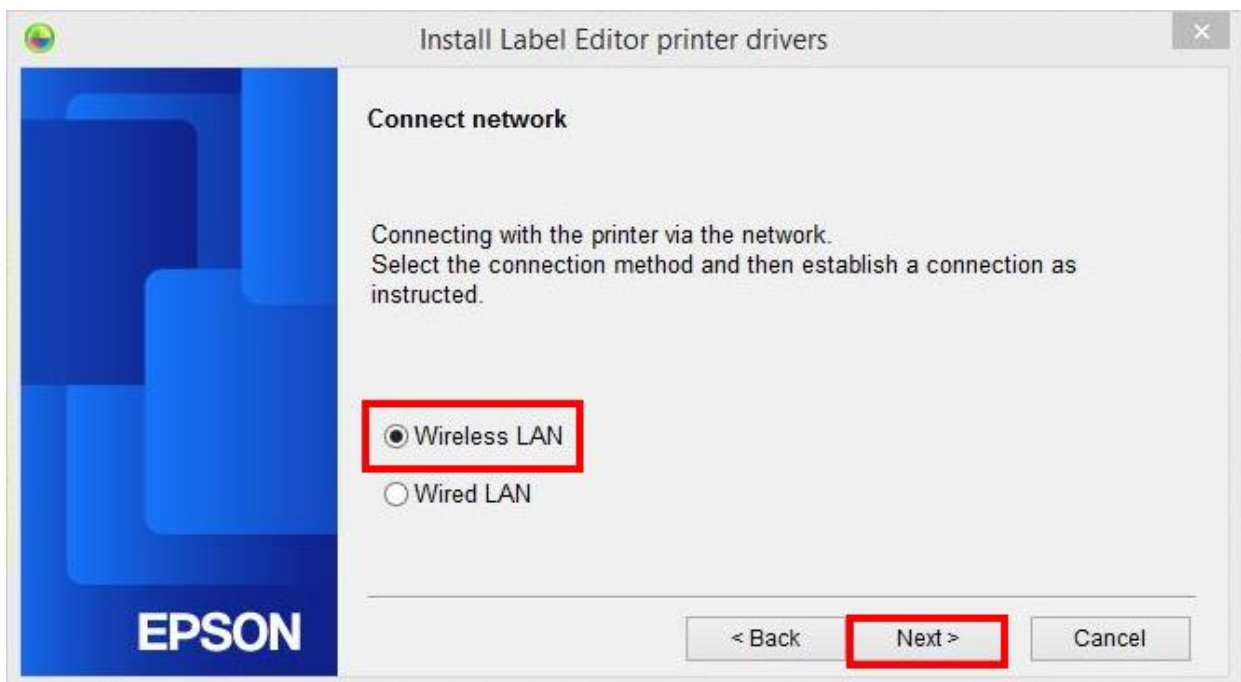 Install Label Editor printer drivers
Connect network
Connecting with the printer via the network.
Select the connection method and then establish a connection as
instructed.
Wireless LAN
Wired LAN
EPSON
< Back
Next >
Cancel